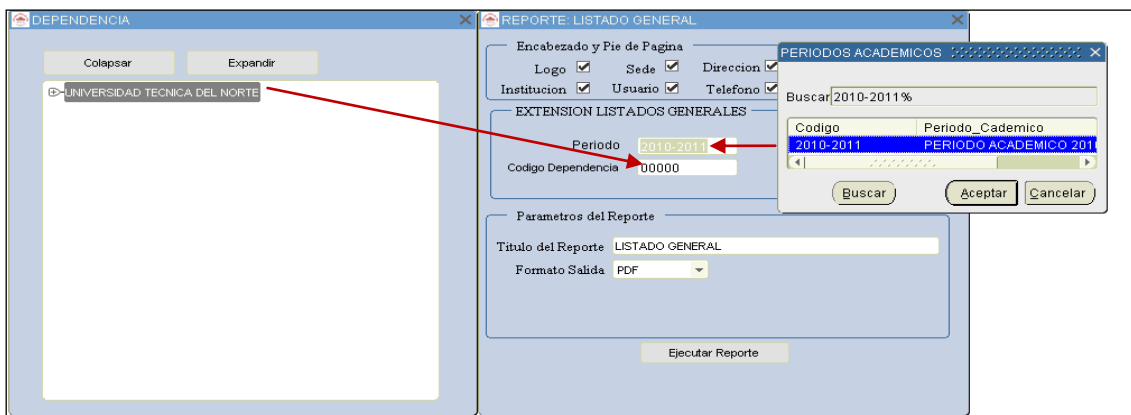 DEPENDENCIA
Colapsar Expandir
UNIVERSIDAD TECNICA DEL NORTE
REPORTE: LISTADO GENERAL
Encabezado y Pie de Pagina
Logo Sede Direccion
Institucion Usuario Telefono
EXTENSION LISTADOS GENERALES
Periodo 2010-2011
Codigo Dependencia 00000
Parametros del Reporte
Titulo del Reporte LISTADO GENERAL
Formato Salida PDF
Ejecutar Reporte
PERIODOS ACADEMICOS
Buscar 2010-2011%
Codigo Periodo_Cademico
2010-2011 PERIODO ACADEMICO 201
Buscar Aceptar Cancelar